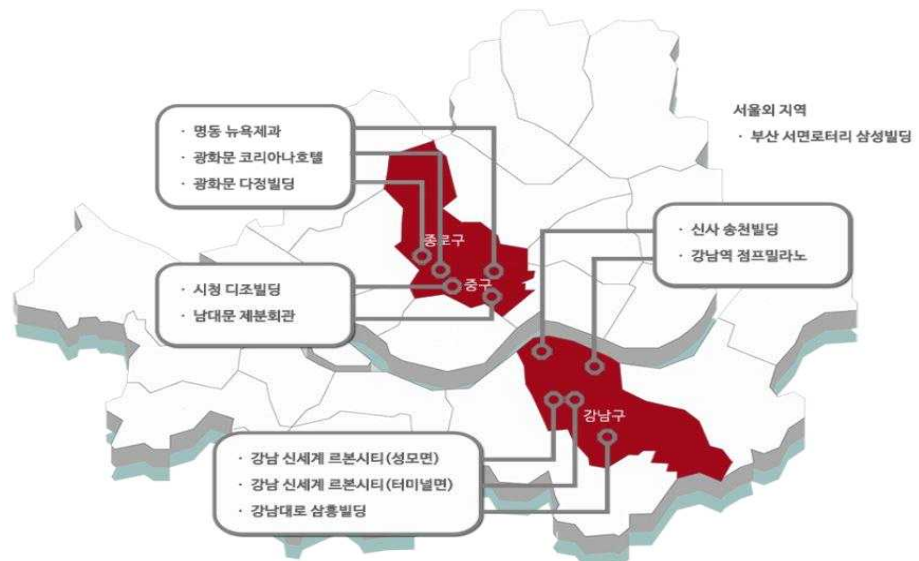 서울외 지역
· 부산 서면로터리 삼성빌딩
· 명동 뉴욕제과
· 광화문 코리아나호텔
· 광화문 다정빌딩
· 신사 송천빌딩
· 강남역 점프밀라노
종로구
중구
· 시청 디조빌딩
· 남대문 제분회관
강남구
· 강남 신세계 르본시티(성모면)
· 강남 신세계 르본시티(터미널면)
· 강남대로 삼흥빌딩